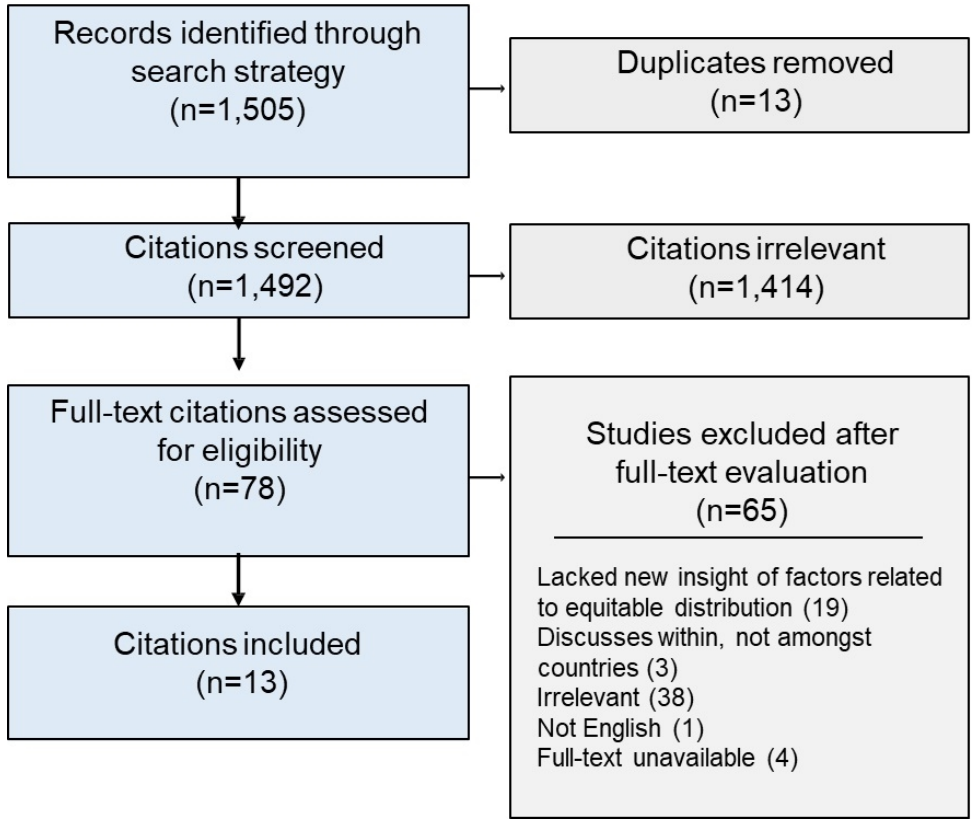 Records identified through
search strategy
(n=1,505)
Duplicates removed
(n=13)
Citations screened
(n=1,492)
Citations irrelevant
(n=1,414)
Full-text citations assessed
for eligibility
(n=78)
Studies excluded after
full-text evaluation
(n=65)
Lacked new insight of factors related
to equitable distribution (19)
Discusses within, not amongst
countries (3)
Irrelevant (38)
Not English (1)
Full-text unavailable (4)
Citations included
(n=13)